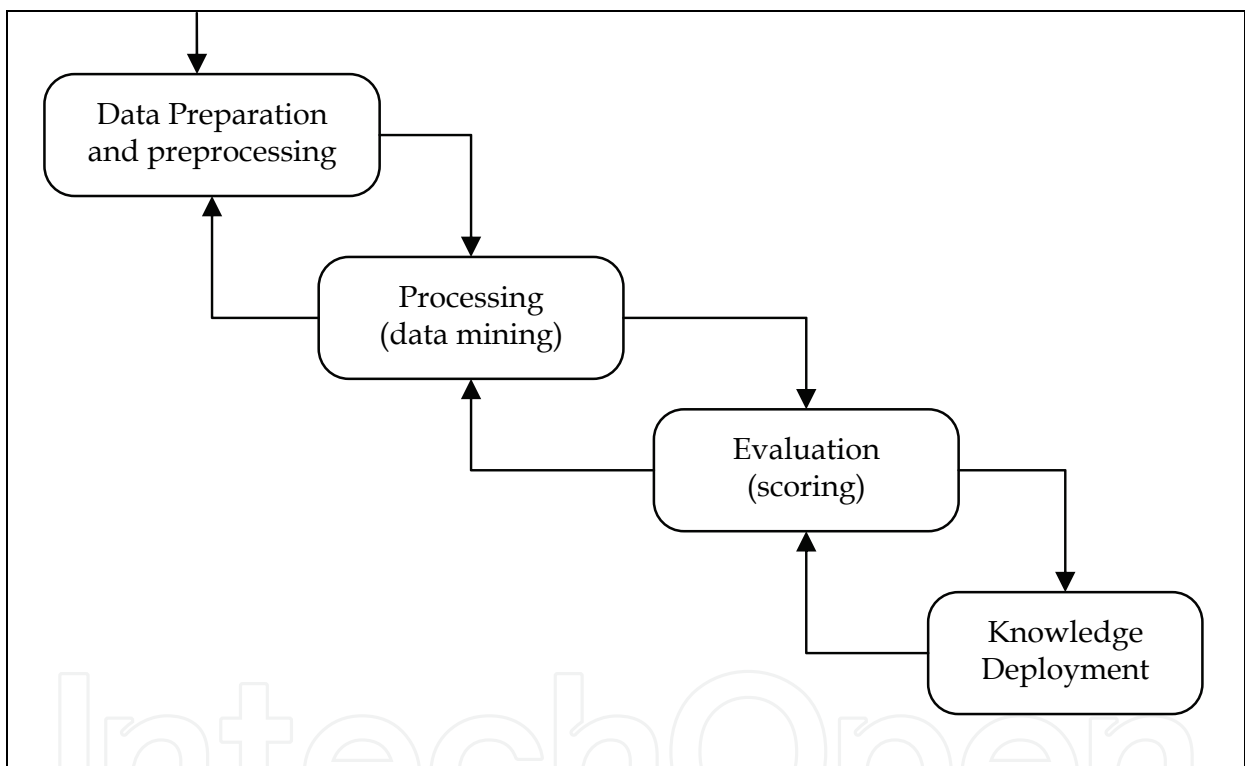 Data Preparation
and preprocessing
Processing
(data mining)
Evaluation
(scoring)
Knowledge
Deployment
IntechOpen